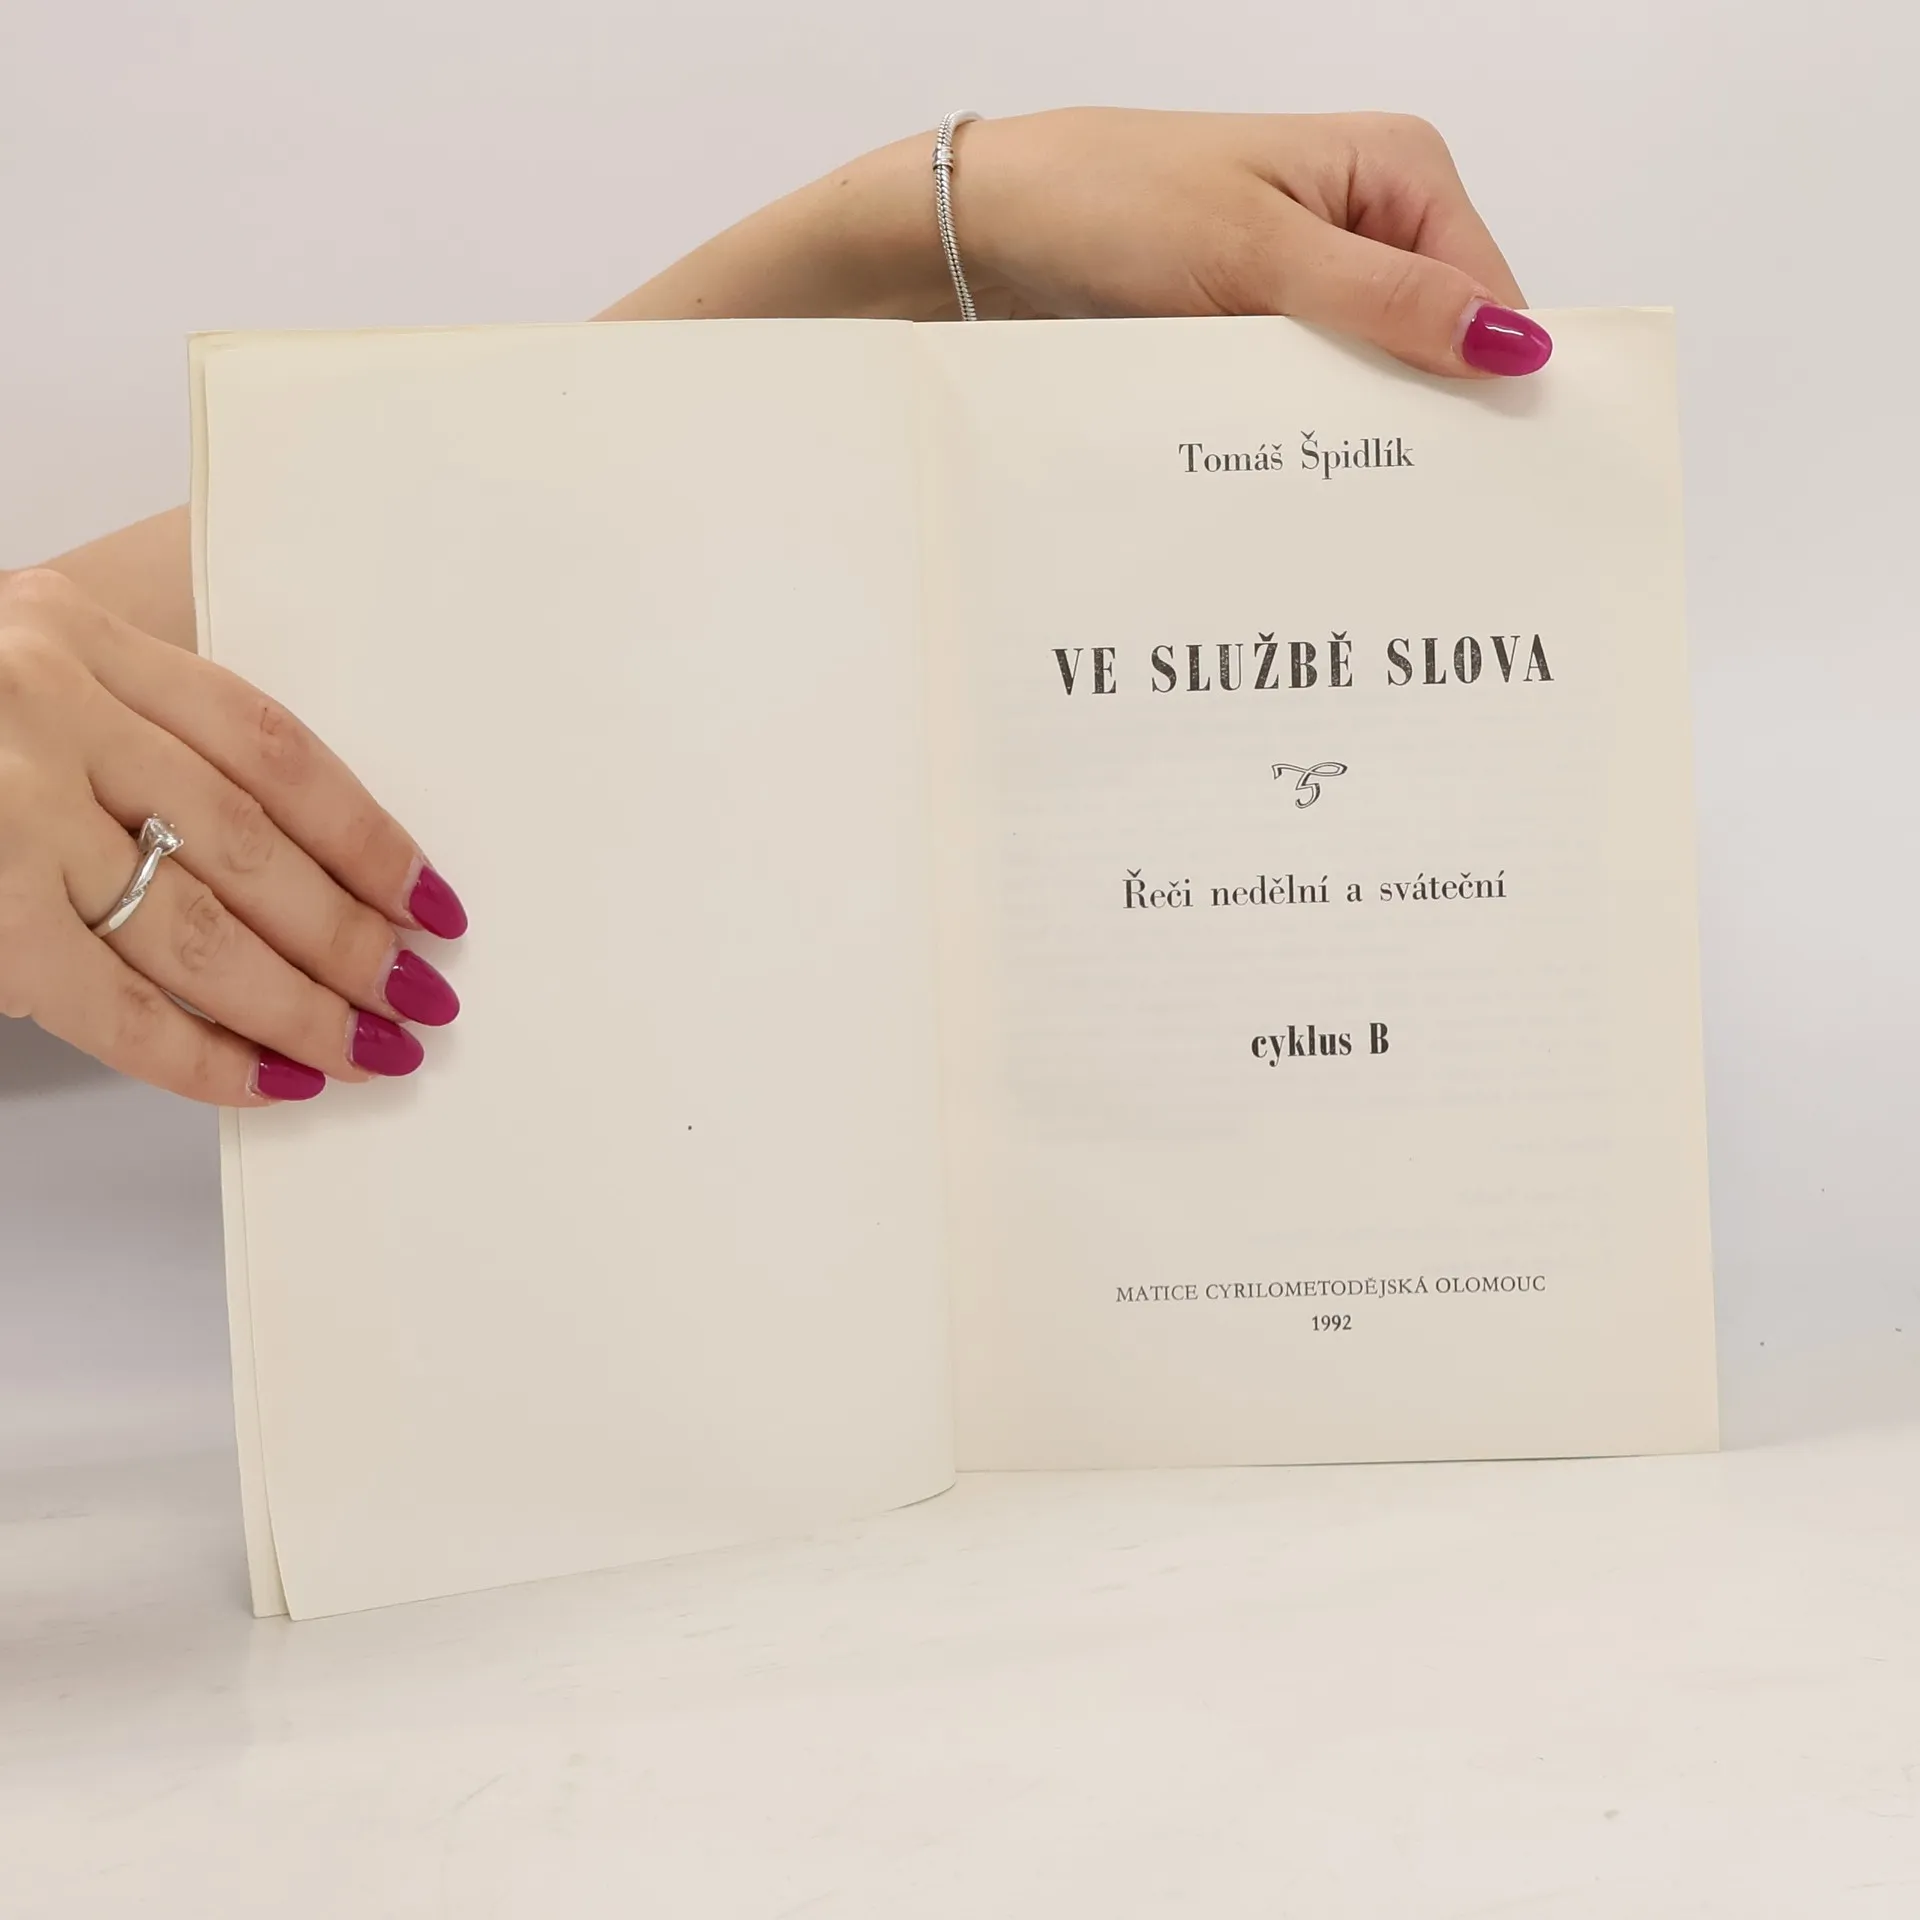 Tomáš Špidlík
VE SLUŽBĚ SLOVA
Řeči nedělní a sváteční
cyklus B
MATICE CYRILOMETODĚJSKÁ OLOMOUC
1992